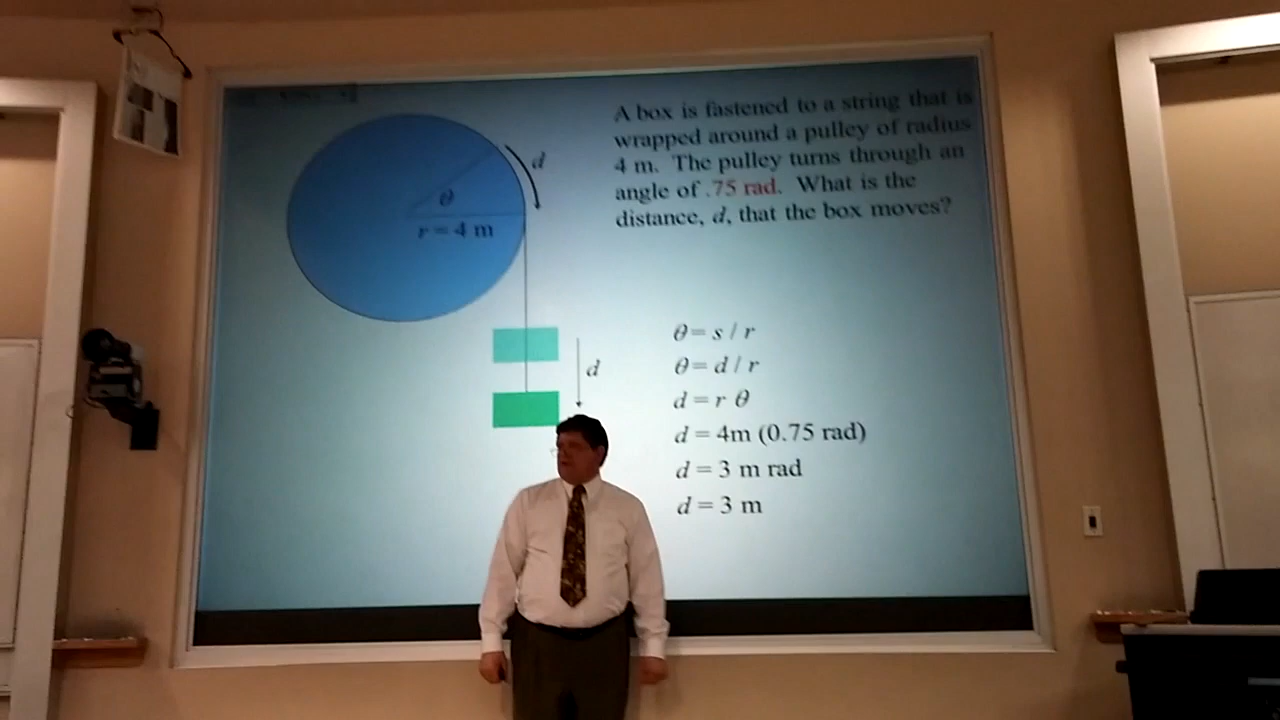 A box is fastened to a string that is
wrapped around a pulley of radius
4 m. The pulley turns through an
angle of .75 rad. What is the
distance, d, that the box moves?
d
θ
r = 4 m
d
θ = s / r
θ = d / r
d = r θ
d = 4m (0.75 rad)
d = 3 m rad
d = 3 m